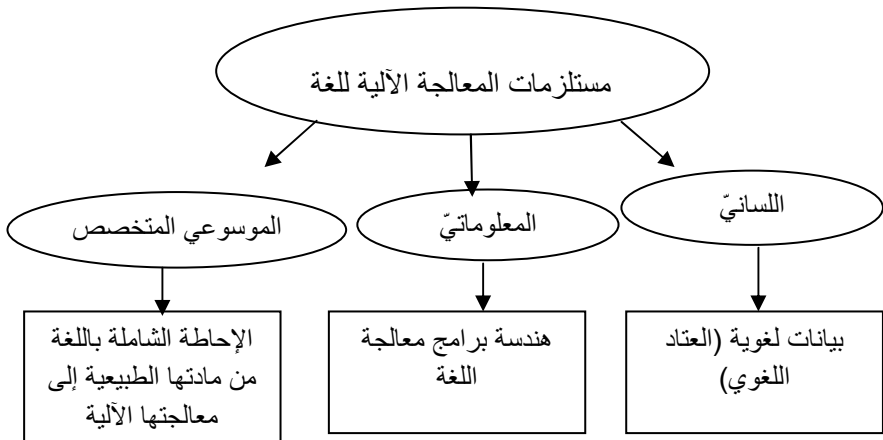 مستلزمات المعالجة الآلية للغة
اللسانيّ
المعلوماتيّ
الموسوعي المتخصص
بيانات لغوية (العتاد
اللغوي)
هندسة برامج معالجة
اللغة
الإحاطة الشاملة باللغة
من مادتها الطبيعية إلى
معالجتها الآلية